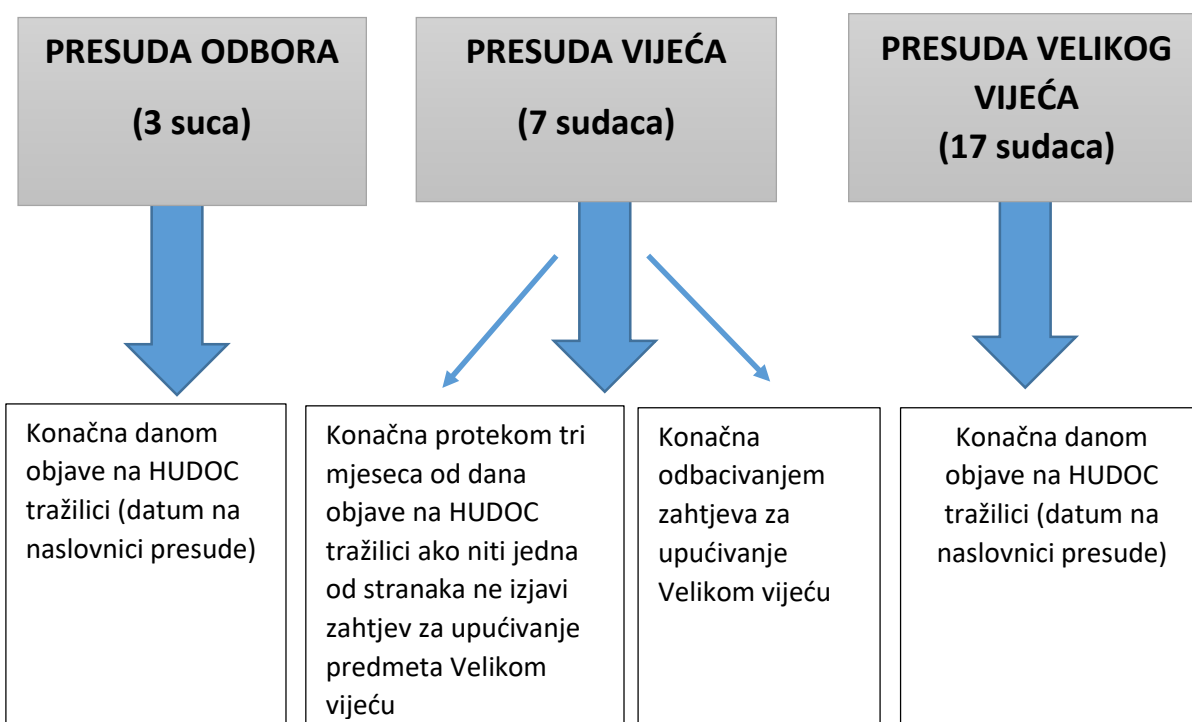 PRESUDA ODBORA
(3 suca)
PRESUDA VIJEĆA
(7 sudaca)
PRESUDA VELIKOG
VIJEĆA
(17 sudaca)
Konačna danom
objave na HUDOC
tražilici (datum na
naslovnici presude)
Konačna protekom tri
mjeseca od dana
objave na HUDOC
tražilici ako niti jedna
od stranaka ne izjavi
zahtjev za upućivanje
predmeta Velikom
vijeću
Konačna
odbacivanjem
zahtjeva za
upućivanje
Velikom vijeću
Konačna danom
objave na HUDOC
tražilici (datum na
naslovnici presude)